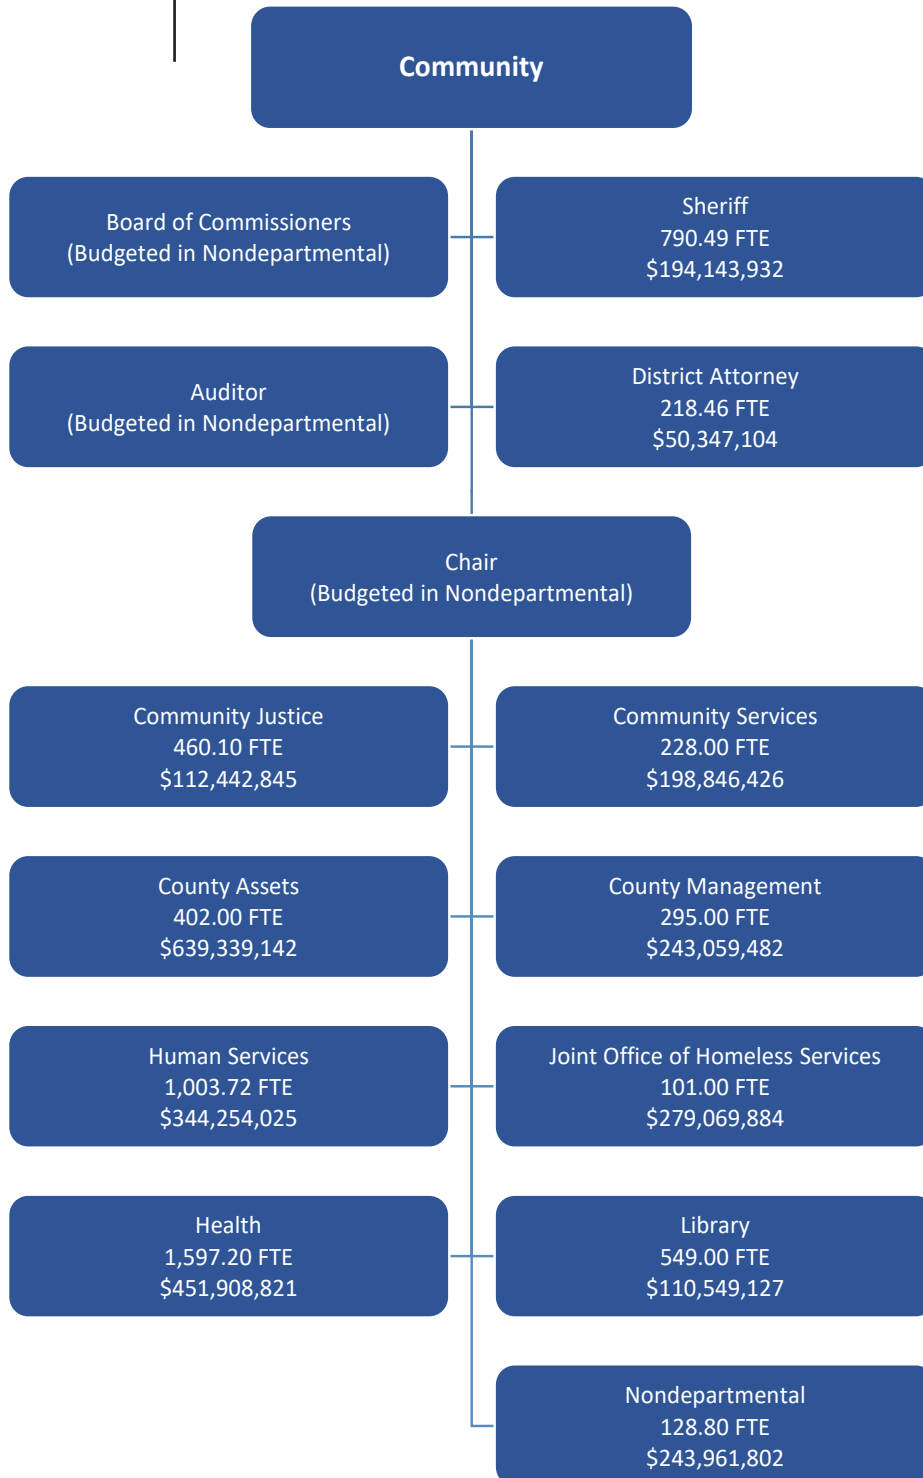 Community
Board of Commissioners
(Budgeted in Nondepartmental)
Sheriff
790.49 FTE
$194,143,932
Auditor
(Budgeted in Nondepartmental)
District Attorney
218.46 FTE
$50,347,104
Chair
(Budgeted in Nondepartmental)
Community Justice
460.10 FTE
$112,442,845
Community Services
228.00 FTE
$198,846,426
County Assets
402.00 FTE
$639,339,142
County Management
295.00 FTE
$243,059,482
Human Services
1,003.72 FTE
$344,254,025
Joint Office of Homeless Services
101.00 FTE
$279,069,884
Health
1,597.20 FTE
$451,908,821
Library
549.00 FTE
$110,549,127
Nondepartmental
128.80 FTE
$243,961,802